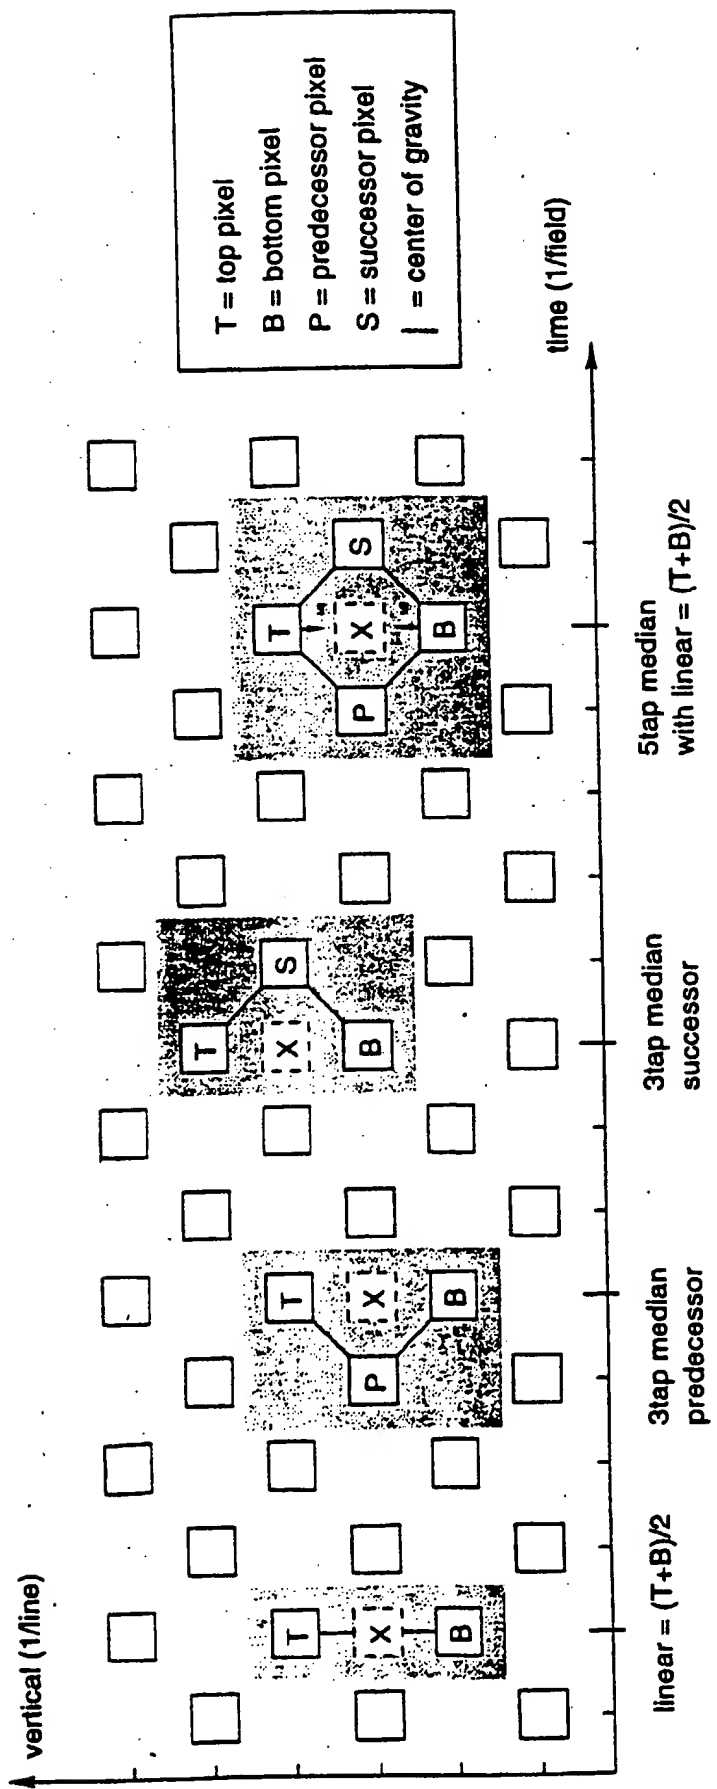 vertical (1/line)
T
X
B
T
P
X
B
T
X
S
B
T
P
X
S
B
time (1/field)
linear = (T+B)/2
3tap median
predecessor
3tap median
successor
5tap median
with linear = (T+B)/2
T = top pixel
B = bottom pixel
P = predecessor pixel
S = successor pixel
| = center of gravity